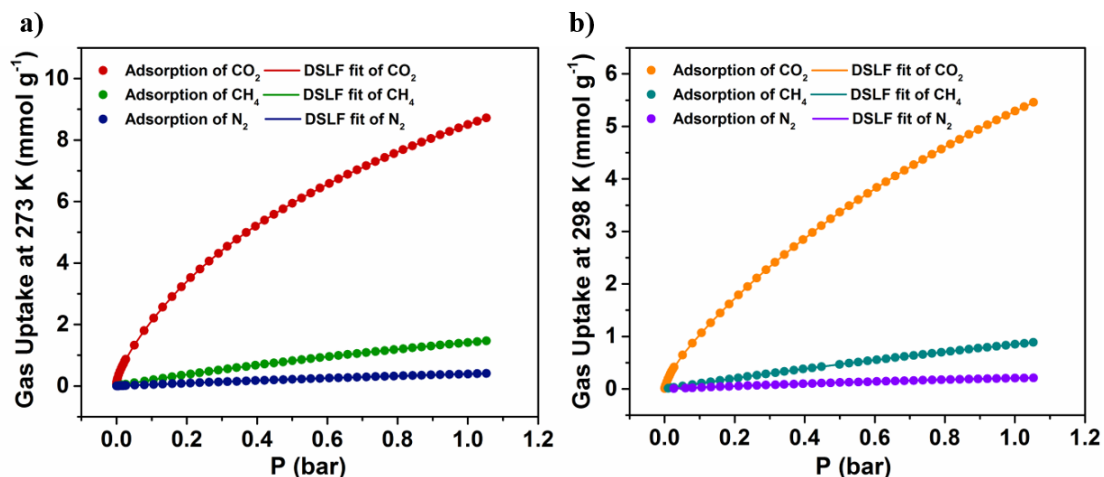 a)
Gas Uptake at 273 K (mmol g⁻¹)
10
8
6
4
2
0
Adsorption of CO₂ DSLF fit of CO₂
Adsorption of CH₄ DSLF fit of CH₄
Adsorption of N₂ DSLF fit of N₂
0.0 0.2 0.4 0.6 0.8 1.0 1.2
P (bar)
b)
Gas Uptake at 298 K (mmol g⁻¹)
6
5
4
3
2
1
0
Adsorption of CO₂ DSLF fit of CO₂
Adsorption of CH₄ DSLF fit of CH₄
Adsorption of N₂ DSLF fit of N₂
0.0 0.2 0.4 0.6 0.8 1.0 1.2
P (bar)